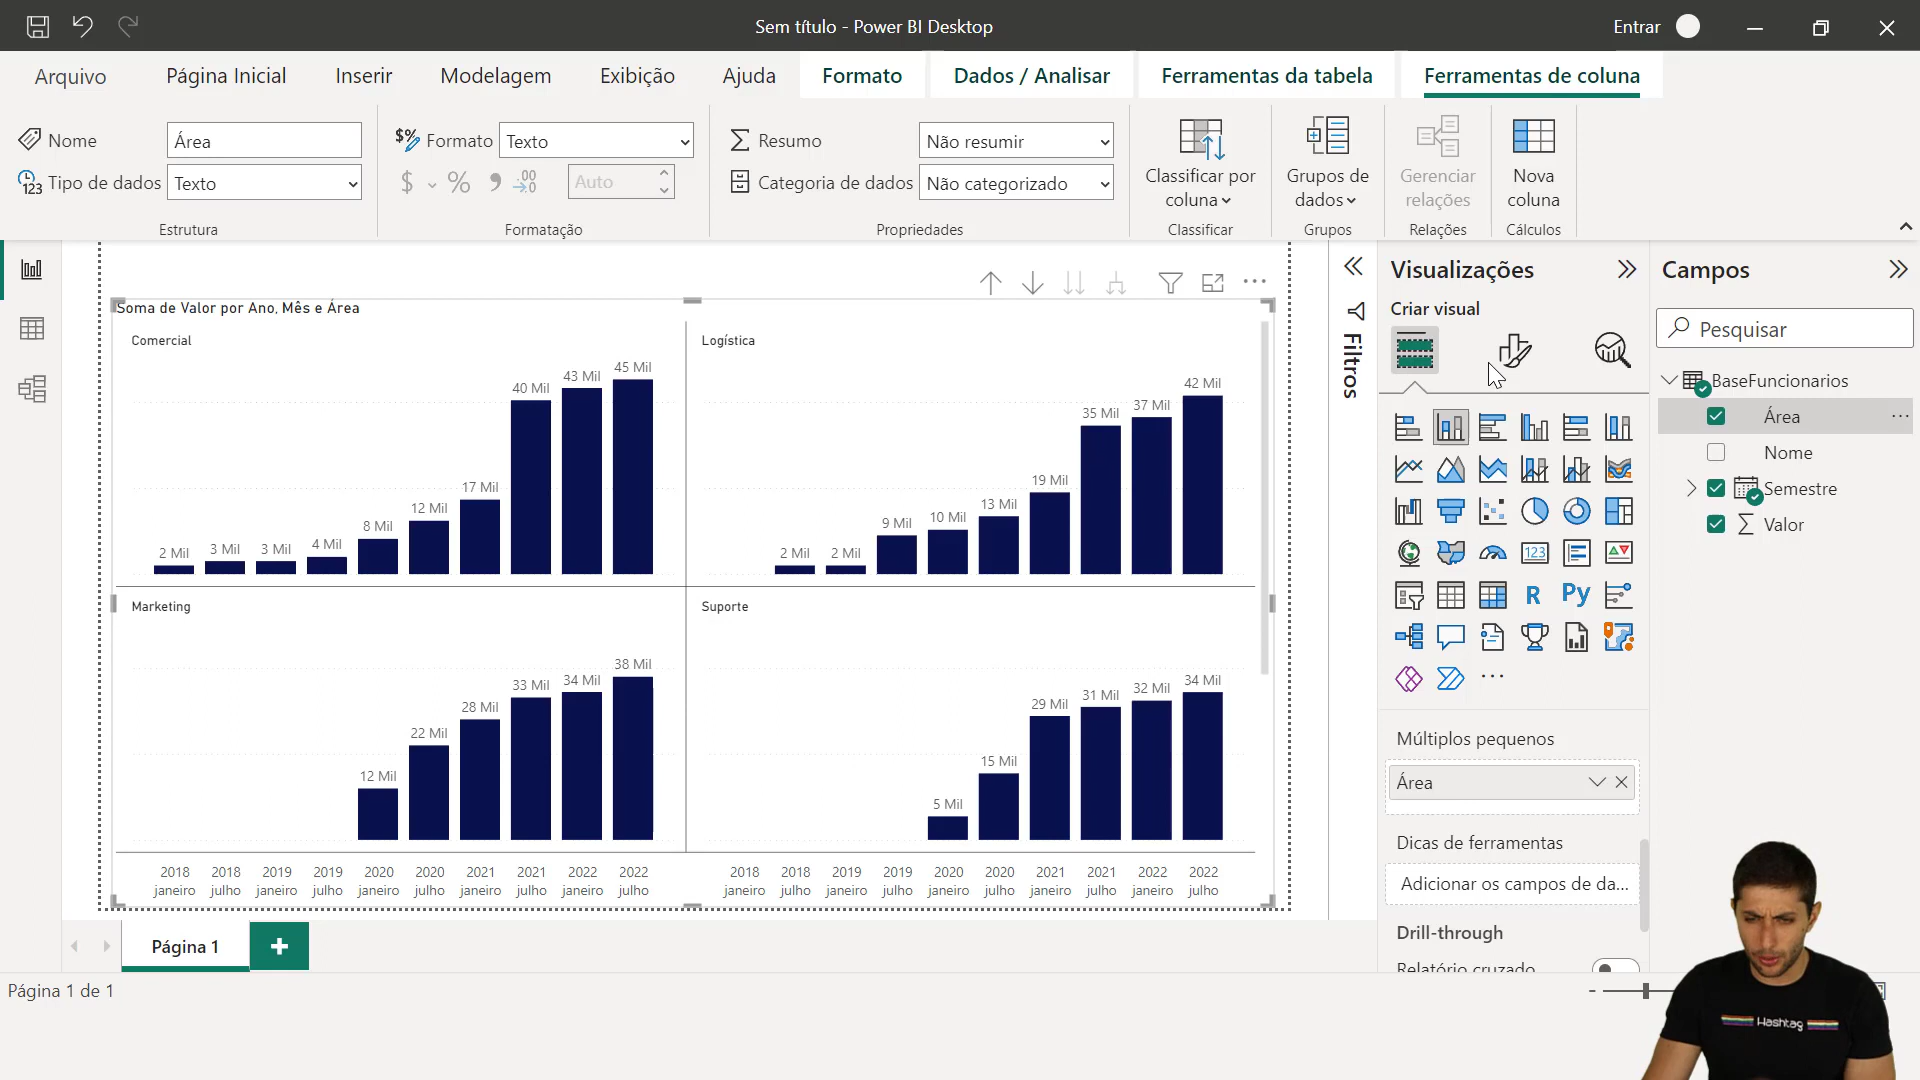 Sem título - Power BI Desktop
Entrar
Arquivo
Página Inicial
Inserir
Modelagem
Exibição
Ajuda
Formato
Dados / Analisar
Ferramentas da tabela
Ferramentas de coluna
Nome
Área
Tipo de dados
Texto
Estrutura
Formato
Texto
$
%
Auto
Formatação
Resumo
Não resumir
Categoria de dados
Não categorizado
Propriedades
Classificar por
coluna
Classificar
Grupos de
dados
Grupos
Gerenciar
relações
Relações
Nova
coluna
Cálculos
Soma de Valor por Ano, Mês e Área
Comercial
2 Mil 3 Mil 3 Mil 4 Mil 8 Mil 12 Mil 17 Mil 40 Mil 43 Mil 45 Mil
Logística
2 Mil 2 Mil 9 Mil 10 Mil 13 Mil 19 Mil 35 Mil 37 Mil 42 Mil
Marketing
12 Mil 22 Mil 28 Mil 33 Mil 34 Mil 38 Mil
Suporte
5 Mil 15 Mil 29 Mil 31 Mil 32 Mil 34 Mil
2018 2018 2019 2019 2020 2020 2021 2021 2022 2022
janeiro julho janeiro julho janeiro julho janeiro julho janeiro julho
2018 2018 2019 2019 2020 2020 2021 2021 2022 2022
janeiro julho janeiro julho janeiro julho janeiro julho janeiro julho
Filtros
Visualizações
Criar visual
123
R
Py
Múltiplos pequenos
Área
Dicas de ferramentas
Adicionar os campos de da...
Drill-through
Relatório cruzado
Campos
Pesquisar
BaseFuncionarios
Área
Nome
Semestre
Valor
Página 1
Página 1 de 1
Hashtag